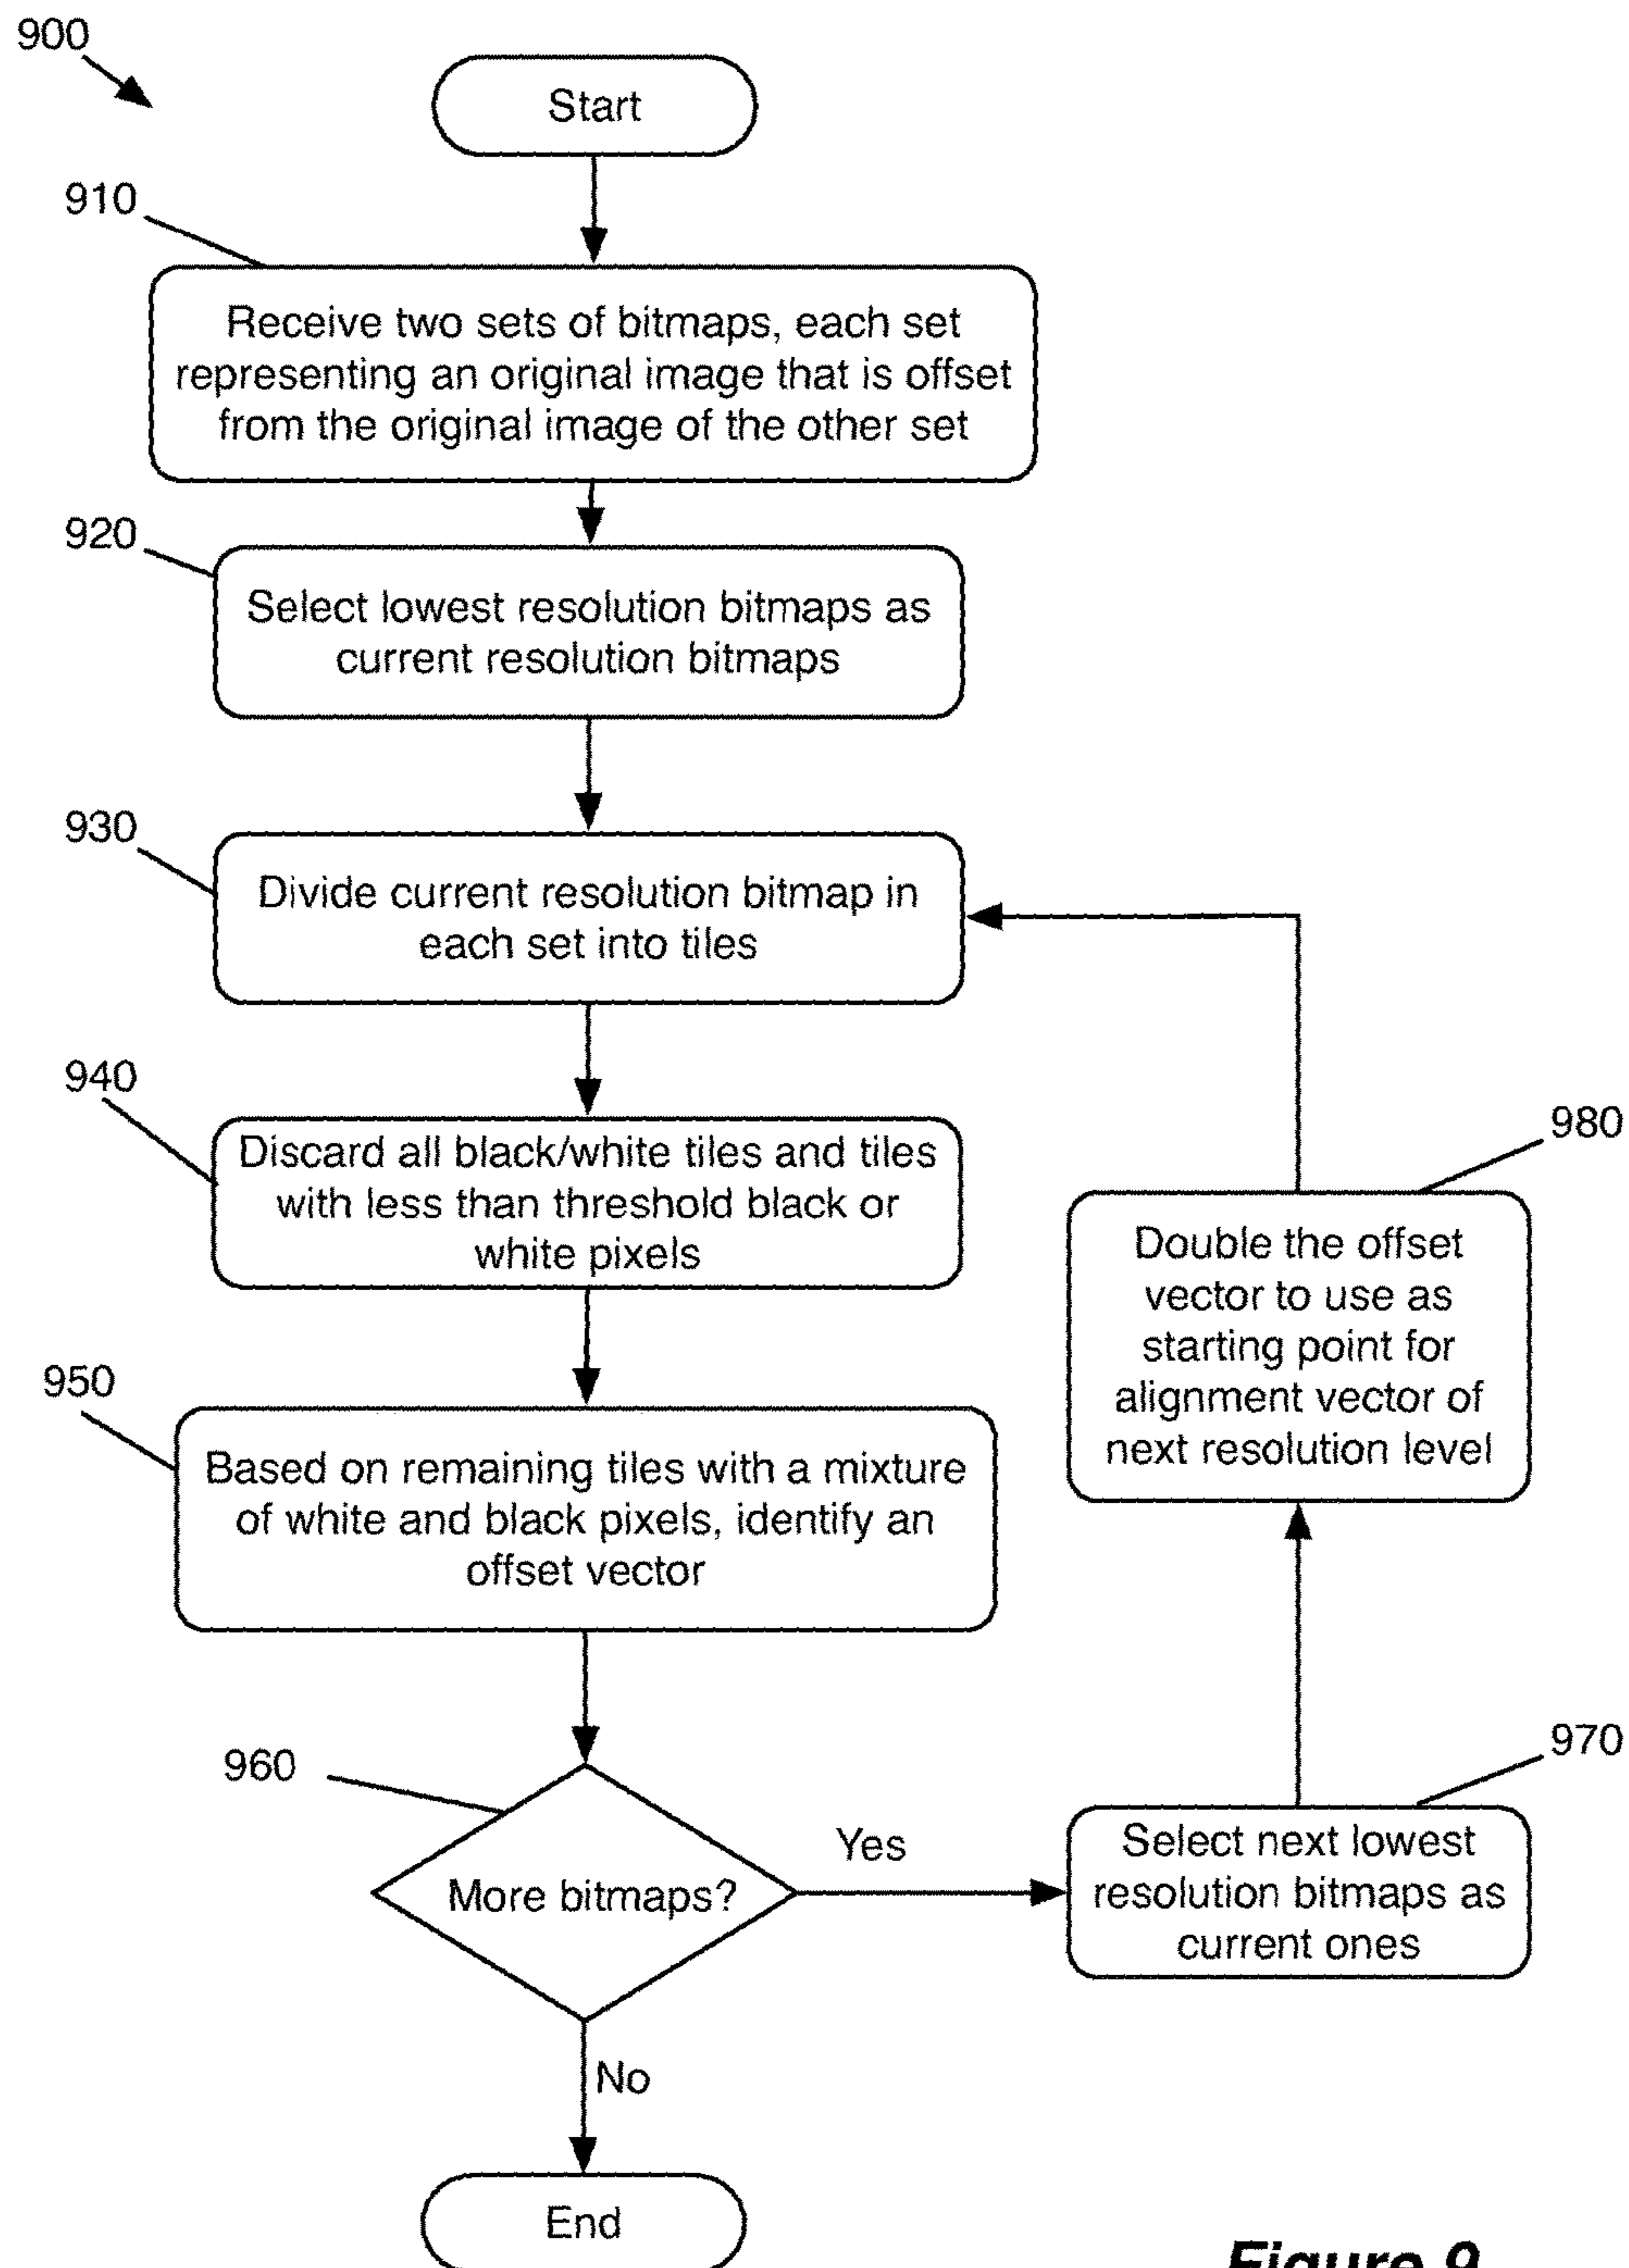 900
Start
910
Receive two sets of bitmaps, each set
representing an original image that is offset
from the original image of the other set
920
Select lowest resolution bitmaps as
current resolution bitmaps
930
Divide current resolution bitmap in
each set into tiles
940
Discard all black/white tiles and tiles
with less than threshold black or
white pixels
980
Double the offset
vector to use as
starting point for
alignment vector of
next resolution level
950
Based on remaining tiles with a mixture
of white and black pixels, identify an
offset vector
960
More bitmaps?
Yes
970
Select next lowest
resolution bitmaps as
current ones
No
End
Figure 9